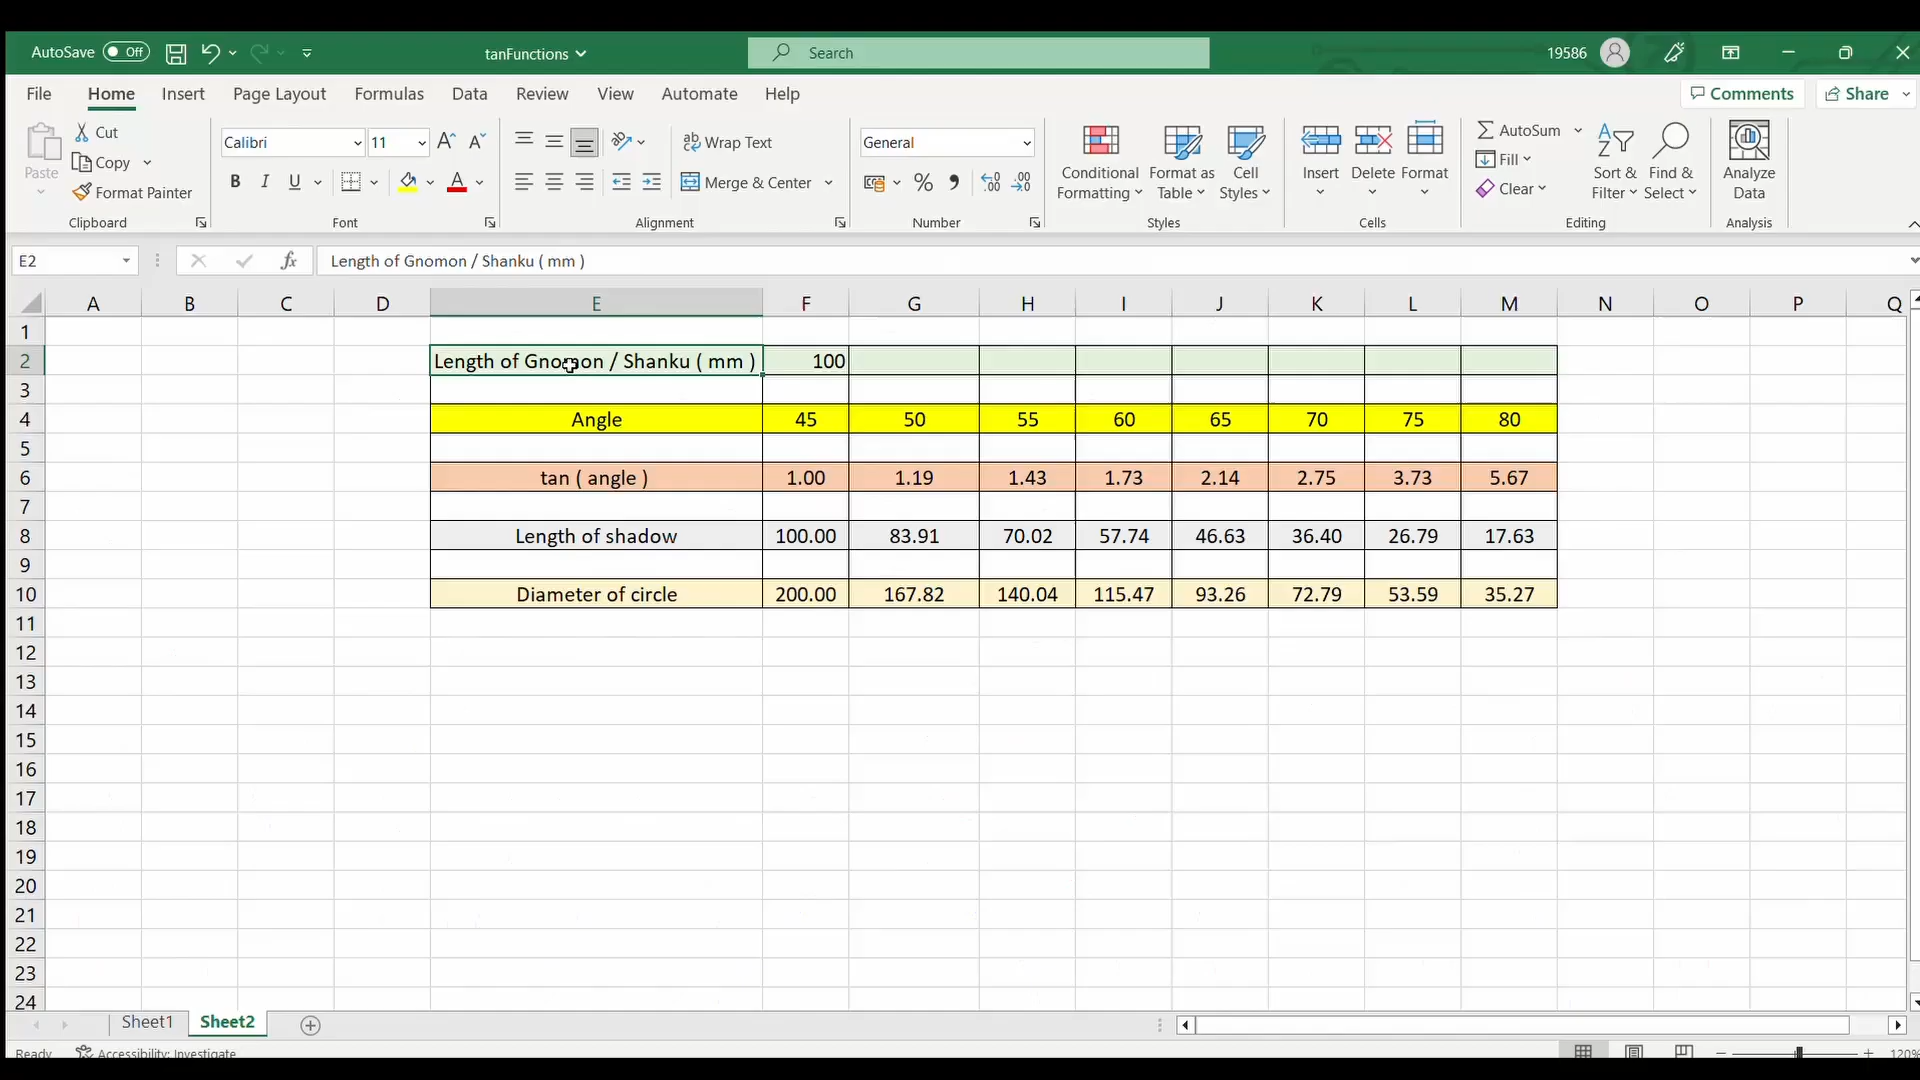 AutoSave Off tanFunctions Search 19586
File Home Insert Page Layout Formulas Data Review View Automate Help Comments Share
Paste Cut Copy Format Painter Clipboard
Calibri 11 A A B I U A Font
ab Wrap Text Merge & Center Alignment
General % Number
Conditional Formatting Format as Table Cell Styles Styles
Insert Delete Format Cells
AutoSum Fill Clear Sort & Filter Find & Select Editing
Analyze Data Analysis
E2 fx Length of Gnomon / Shanku ( mm )
A B C D E F G H I J K L M N O P Q
1
2 Length of Gnomon / Shanku ( mm ) 100
3
4 Angle 45 50 55 60 65 70 75 80
5
6 tan ( angle ) 1.00 1.19 1.43 1.73 2.14 2.75 3.73 5.67
7
8 Length of shadow 100.00 83.91 70.02 57.74 46.63 36.40 26.79 17.63
9
10 Diameter of circle 200.00 167.82 140.04 115.47 93.26 72.79 53.59 35.27
11
12
13
14
15
16
17
18
19
20
21
22
23
24
Sheet1 Sheet2
Ready Accessibility: Investigate 120%